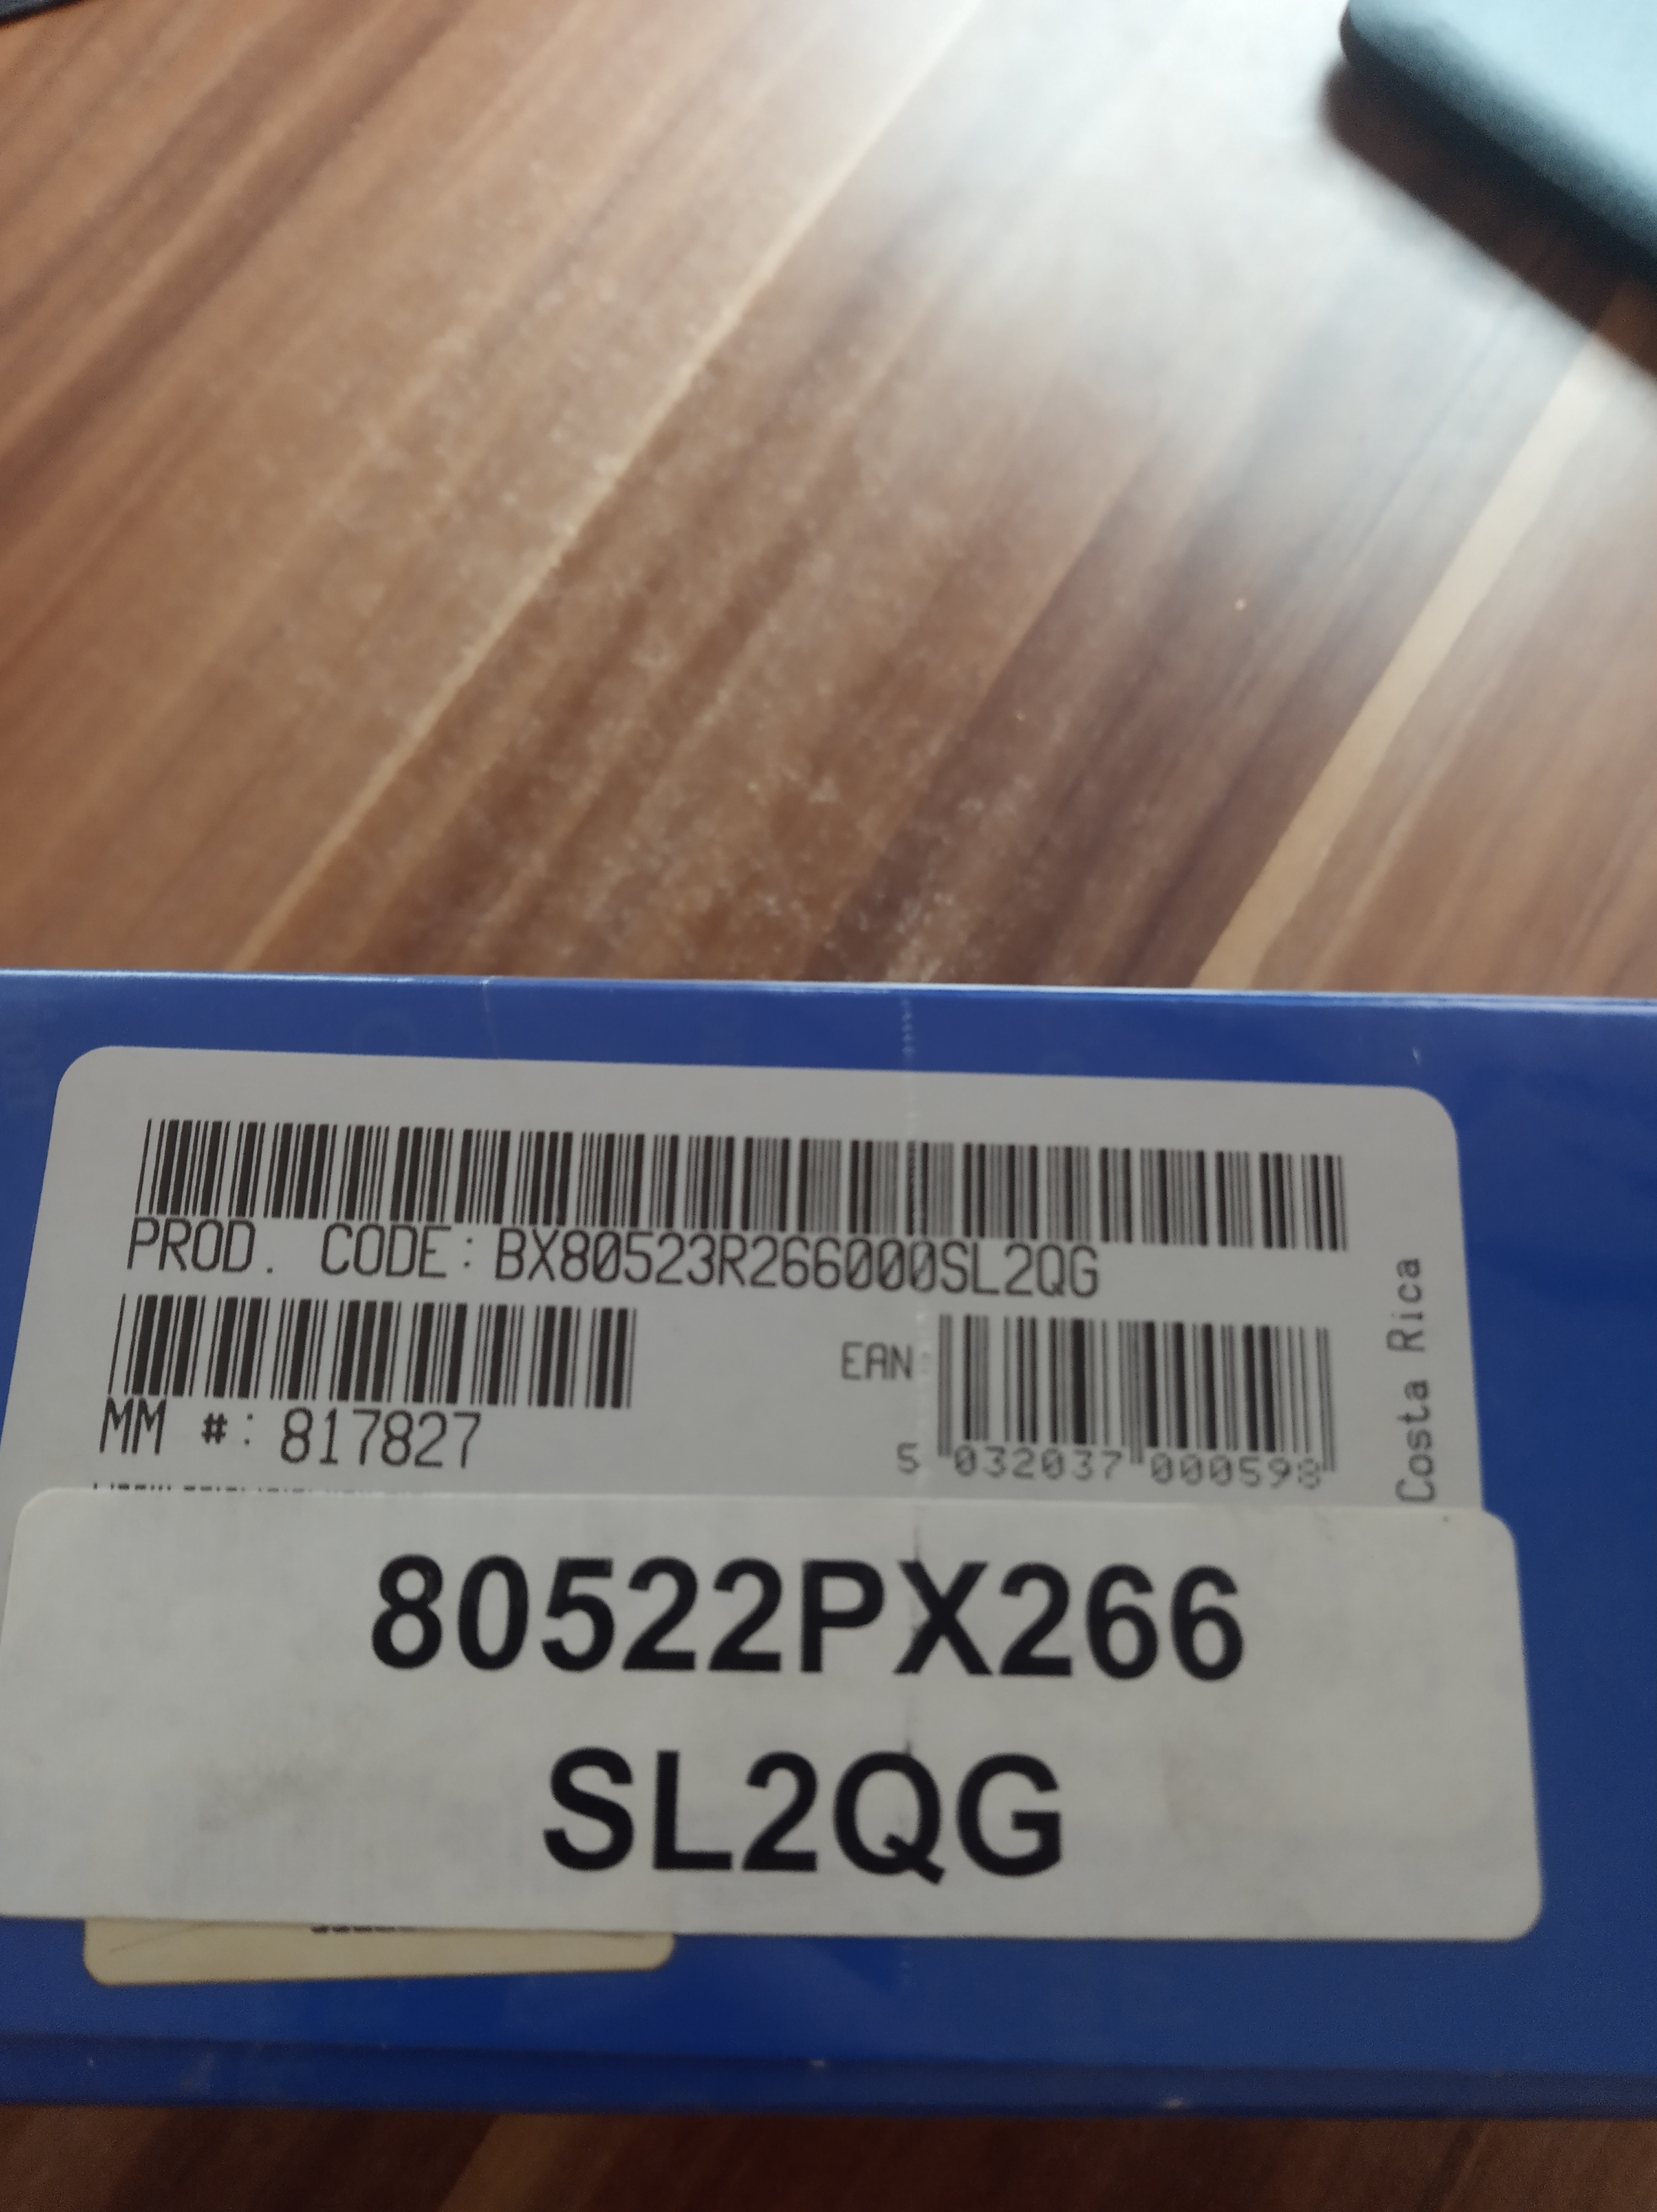 PROD. CODE: BX80523R266000SL2QG
MM #: 817827
EAN
5 032037 000598
Costa Rica
80522PX266
SL2QG